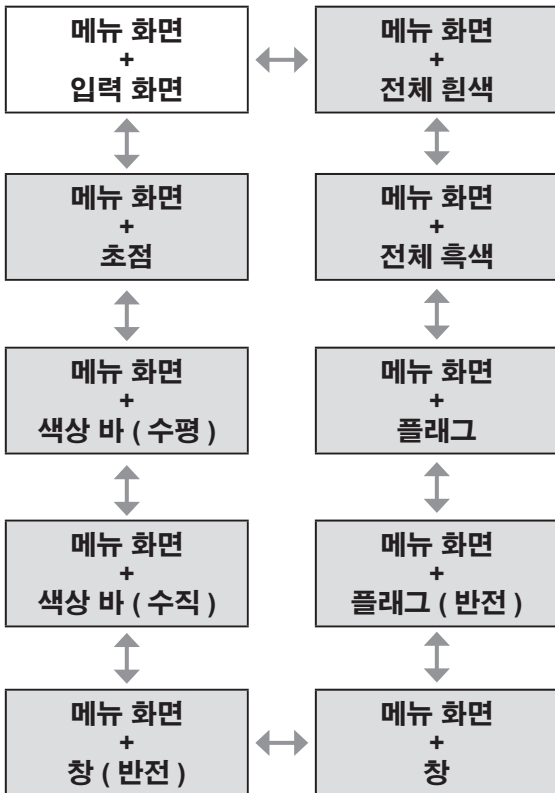 메뉴 화면
+
입력 화면
메뉴 화면
+
전체 흰색
메뉴 화면
+
초점
메뉴 화면
+
전체 흑색
메뉴 화면
+
색상 바 ( 수평 )
메뉴 화면
+
플래그
메뉴 화면
+
색상 바 ( 수직 )
메뉴 화면
+
플래그 ( 반전 )
메뉴 화면
+
창 ( 반전 )
메뉴 화면
+
창